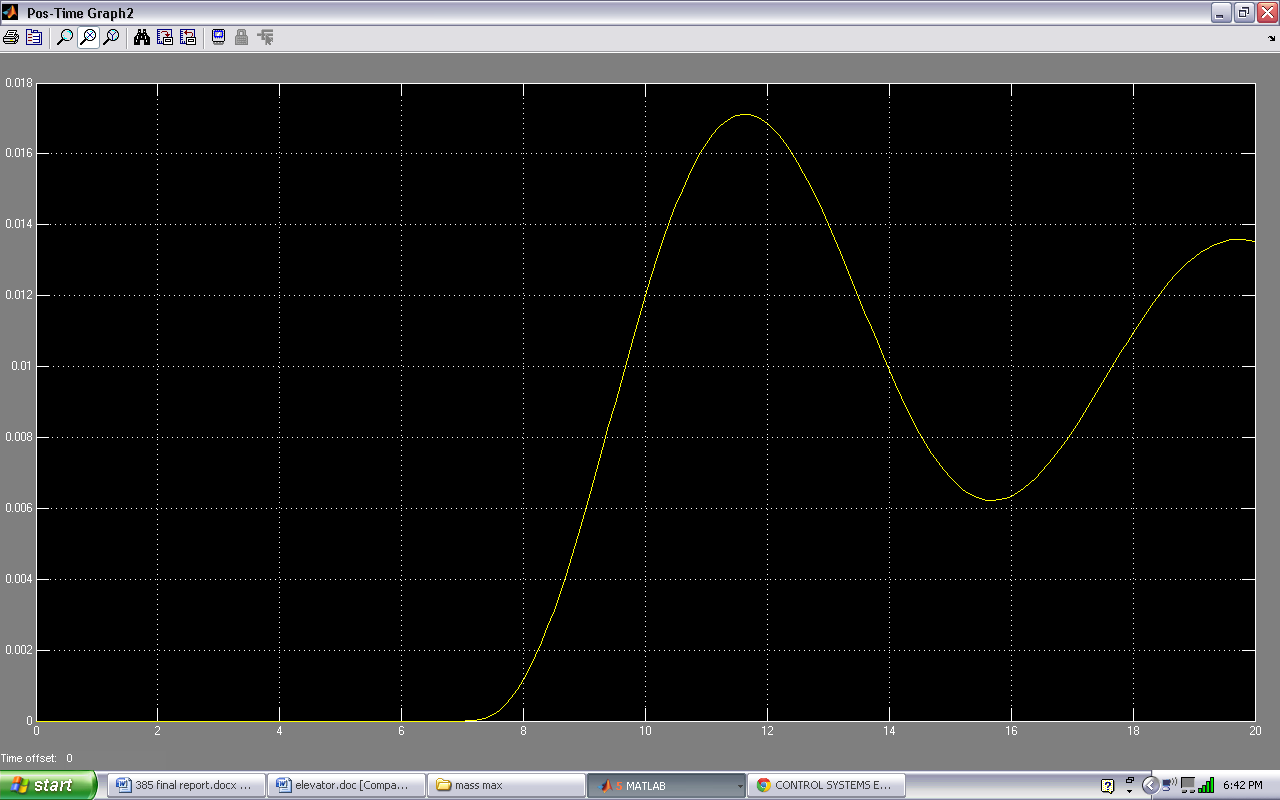 Pos-Time Graph2
0.018
0.016
0.014
0.012
0.01
0.008
0.006
0.004
0.002
0
0 2 4 6 8 10 12 14 16 18 20
Time offset: 0
start 385 final report.docx ... elevator.doc [Compa... mass max 5 MATLAB CONTROL SYSTEMS E... 6:42 PM